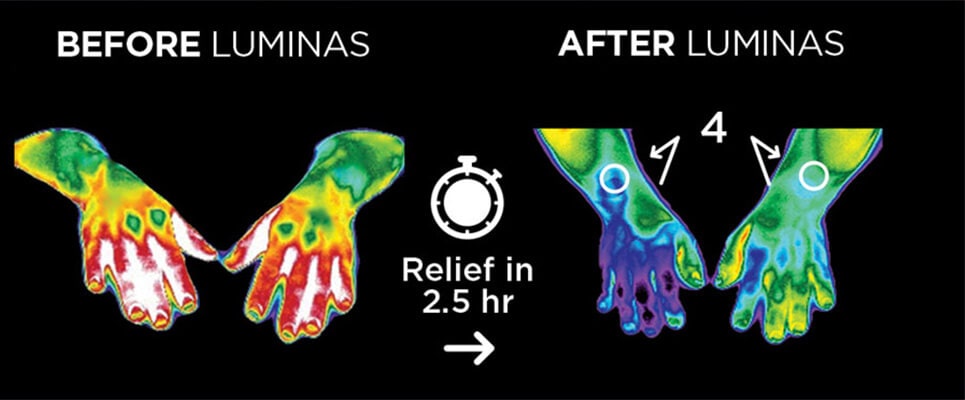 BEFORE LUMINAS
AFTER LUMINAS
4
Relief in
2.5 hr